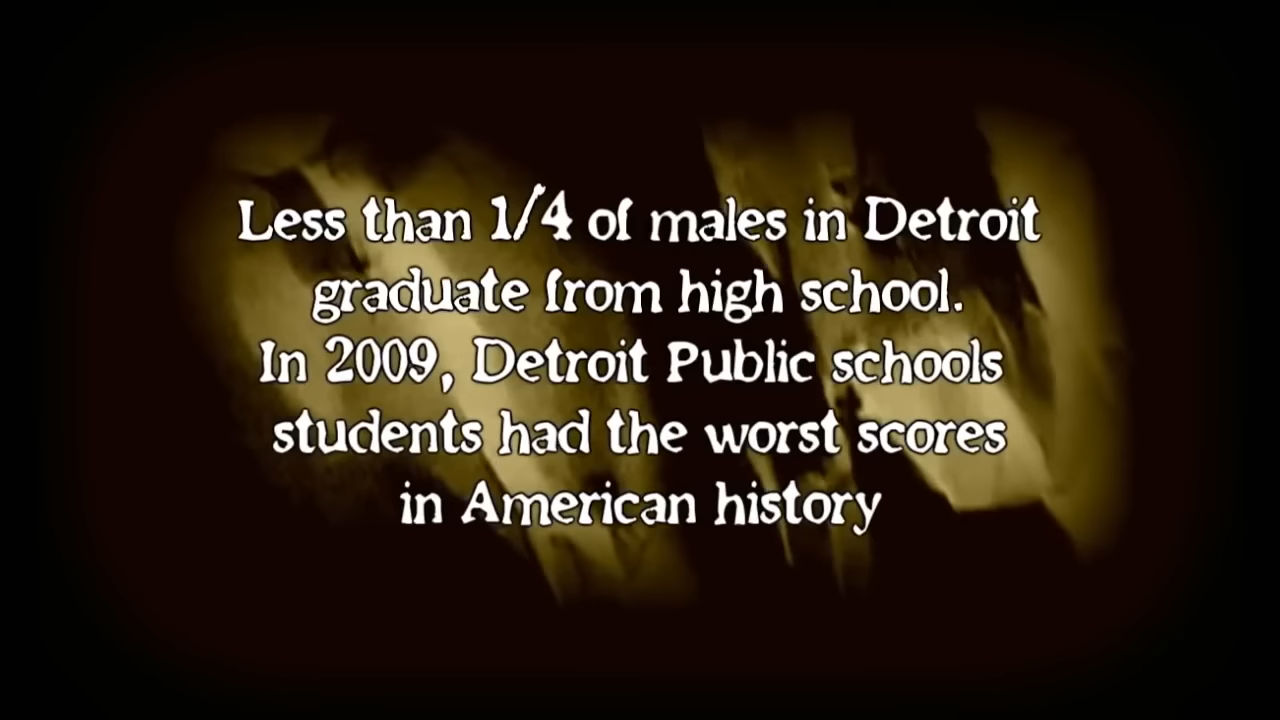 Less than 1/4 of males in Detroit
graduate from high school.
In 2009, Detroit Public schools
students had the worst scores
in American history